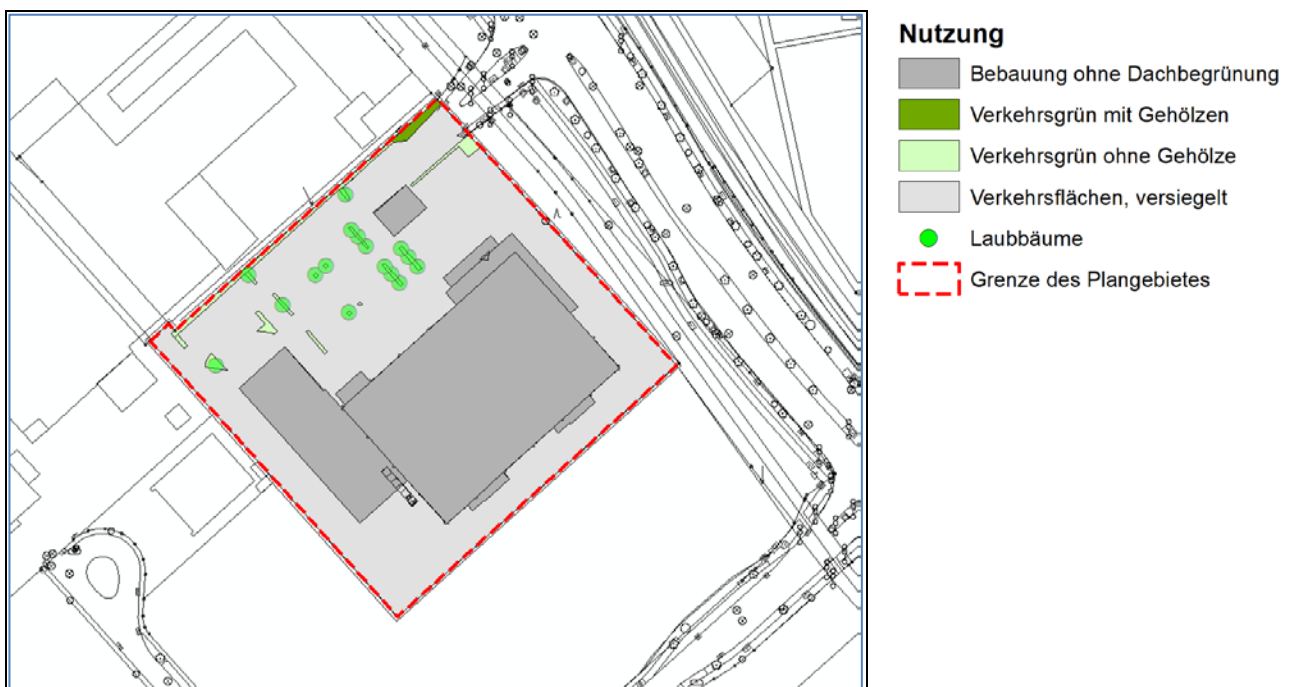 Nutzung
Bebauung ohne Dachbegrünung
Verkehrsgrün mit Gehölzen
Verkehrsgrün ohne Gehölze
Verkehrsflächen, versiegelt
Laubbäume
Grenze des Plangebietes